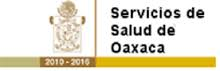 Servicios de
Salud de
Oaxaca
2010 - 2016